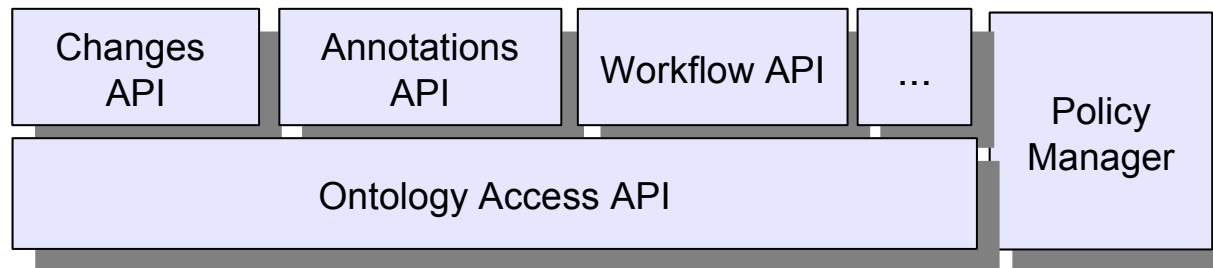 Changes
API
Annotations
API
Workflow API
...
Policy
Manager
Ontology Access API